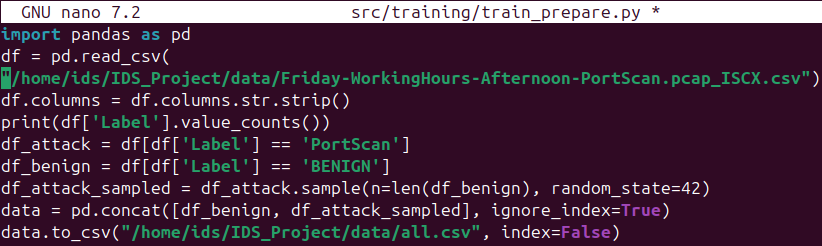 GNU nano 7.2 src/training/train_prepare.py *
import pandas as pd
df = pd.read_csv(
"/home/ids/IDS_Project/data/Friday-WorkingHours-Afternoon-PortScan.pcap_ISCX.csv")
df.columns = df.columns.str.strip()
print(df['Label'].value_counts())
df_attack = df[df['Label'] == 'PortScan']
df_benign = df[df['Label'] == 'BENIGN']
df_attack_sampled = df_attack.sample(n=len(df_benign), random_state=42)
data = pd.concat([df_benign, df_attack_sampled], ignore_index=True)
data.to_csv("/home/ids/IDS_Project/data/all.csv", index=False)